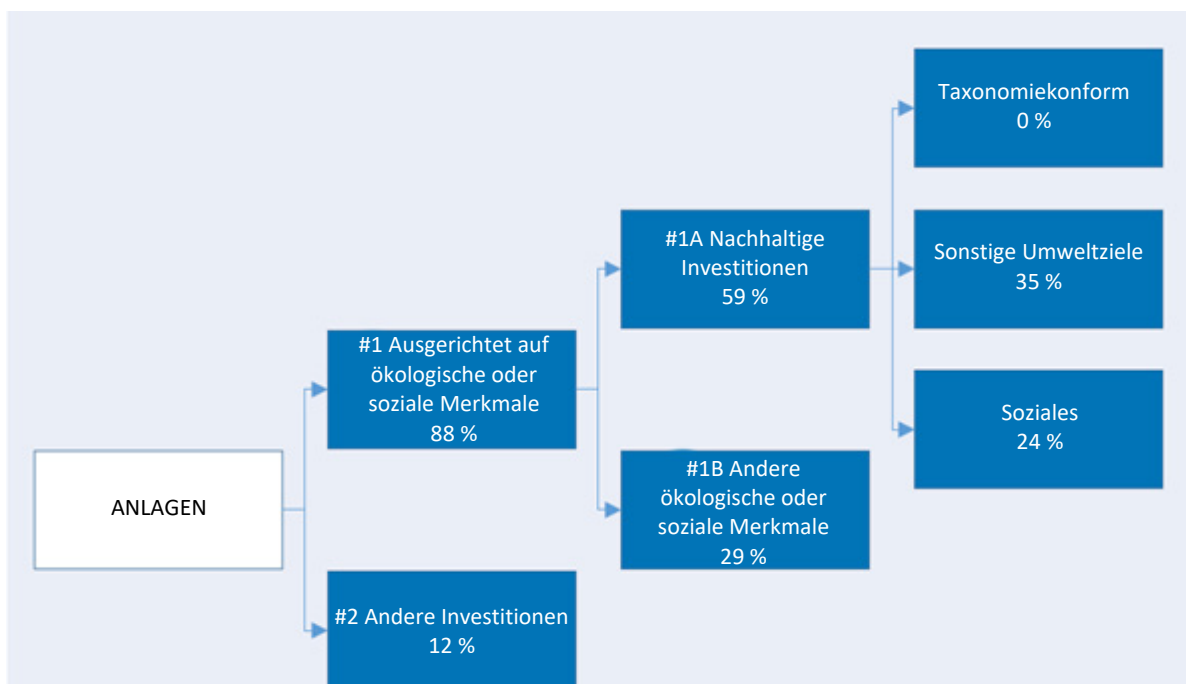 ANLAGEN
#1 Ausgerichtet auf
ökologische oder
soziale Merkmale
88 %
#2 Andere Investitionen
12 %
#1A Nachhaltige
Investitionen
59 %
#1B Andere
ökologische oder
soziale Merkmale
29 %
Taxonomiekonform
0 %
Sonstige Umweltziele
35 %
Soziales
24 %